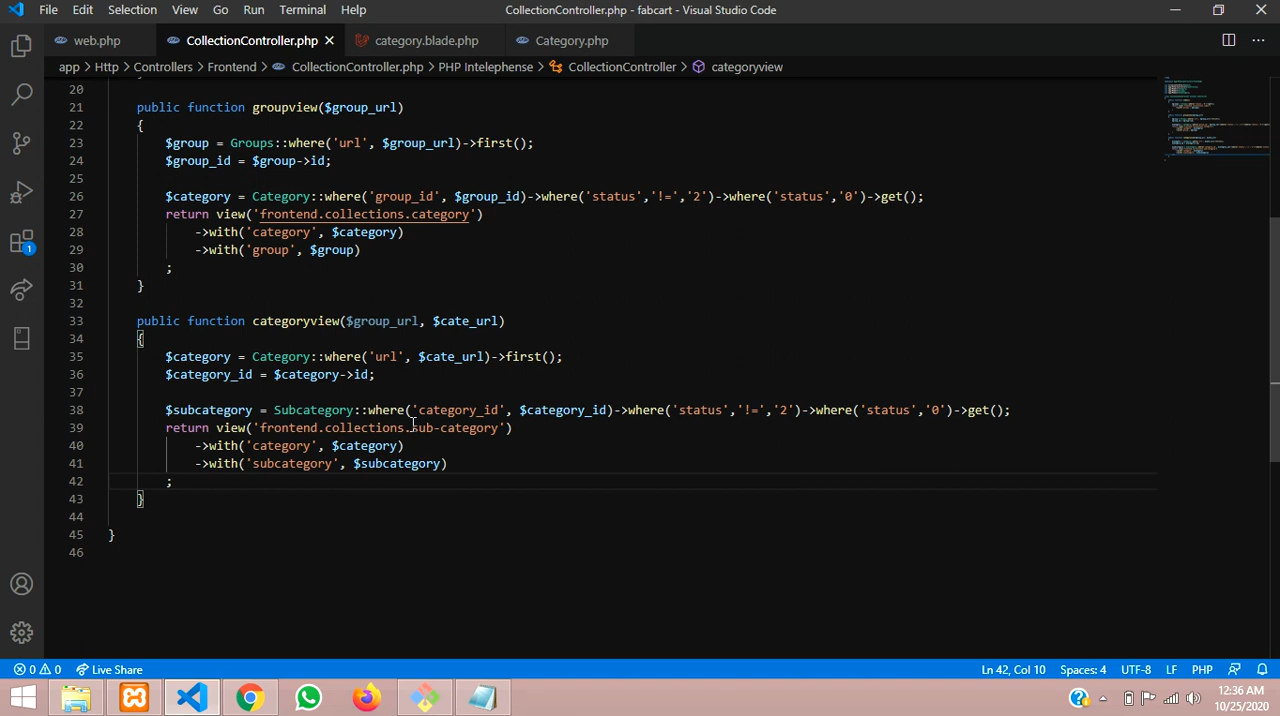 File Edit Selection View Go Run Terminal Help CollectionController.php - fabcart - Visual Studio Code
web.php CollectionController.php category.blade.php Category.php
app > Http > Controllers > Frontend > CollectionController.php > PHP Intelephense > CollectionController > categoryview
20
21 public function groupview($group_url)
22 {
23 $group = Groups::where('url', $group_url)->first();
24 $group_id = $group->id;
25
26 $category = Category::where('group_id', $group_id)->where('status','!=','2')->where('status','0')->get();
27 return view('frontend.collections.category')
28 ->with('category', $category)
29 ->with('group', $group)
30 ;
31 }
32
33 public function categoryview($group_url, $cate_url)
34 {
35 $category = Category::where('url', $cate_url)->first();
36 $category_id = $category->id;
37
38 $subcategory = Subcategory::where('category_id', $category_id)->where('status','!=','2')->where('status','0')->get();
39 return view('frontend.collections.sub-category')
40 ->with('category', $category)
41 ->with('subcategory', $subcategory)
42 ;
43 }
44
45 }
46
1
0 0 Live Share Ln 42, Col 10 Spaces: 4 UTF-8 LF PHP
12:36 AM
10/25/2020